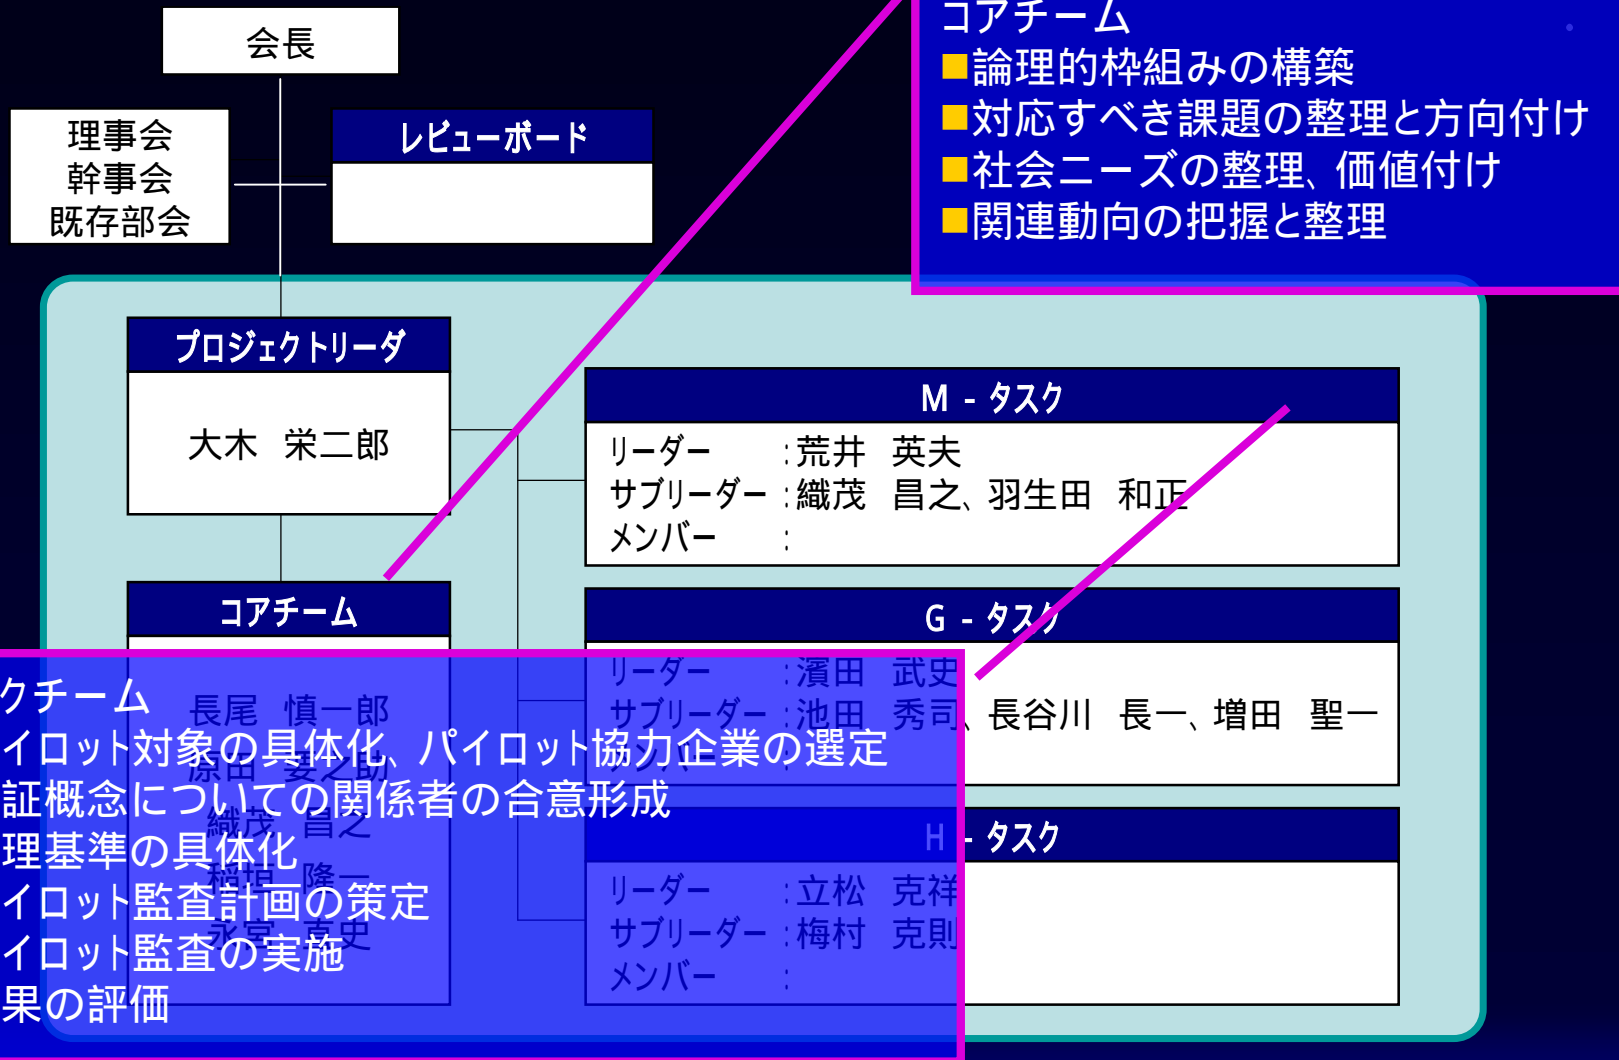 会長
理事会
幹事会
既存部会
レビューボード
コアチーム
■論理的枠組みの構築
■対応すべき課題の整理と方向付け
■社会ニーズの整理、価値付け
■関連動向の把握と整理
プロジェクトリーダ
大木 栄二郎
M - タスク
リーダー :荒井 英夫
サブリーダー :織茂 昌之、羽生田 和正
メンバー :
コアチーム
長尾 慎一郎
原田 要之助
織茂 昌之
稲垣 隆一
永宮 直史
G - タスク
リーダー :濱田 武史
サブリーダー :池田 秀司、長谷川 長一、増田 聖一
メンバー :
H - タスク
リーダー :立松 克祥
サブリーダー :梅村 克則
メンバー :
クチーム
イロット対象の具体化、パイロット協力企業の選定
証概念についての関係者の合意形成
理基準の具体化
イロット監査計画の策定
イロット監査の実施
果の評価